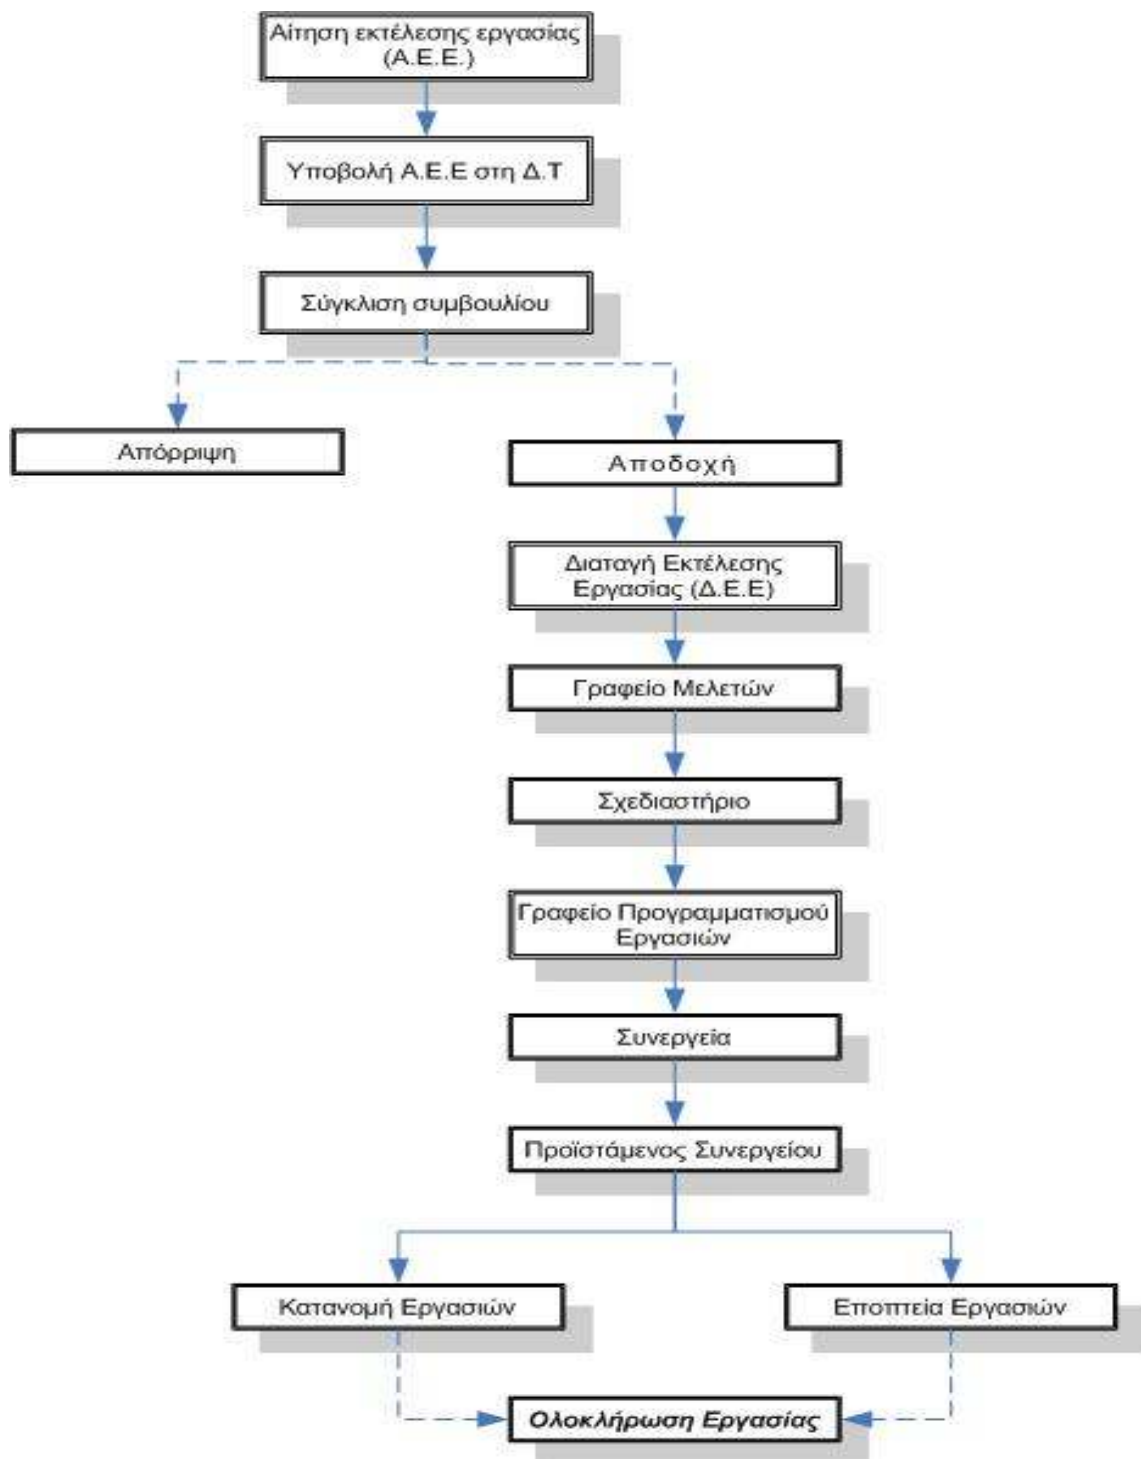 Αίτηση εκτέλεσης εργασίας
(Α.Ε.Ε.)
Υποβολή Α.Ε.Ε στη Δ.Τ
Σύγκλιση συμβουλίου
Απόρριψη
Αποδοχή
Διαταγή Εκτέλεσης
Εργασίας (Δ.Ε.Ε)
Γραφείο Μελετών
Σχεδιαστήριο
Γραφείο Προγραμματισμού
Εργασιών
Συνεργεία
Προϊστάμενος Συνεργείου
Κατανομή Εργασιών
Εποπτεία Εργασιών
Ολοκλήρωση Εργασίας